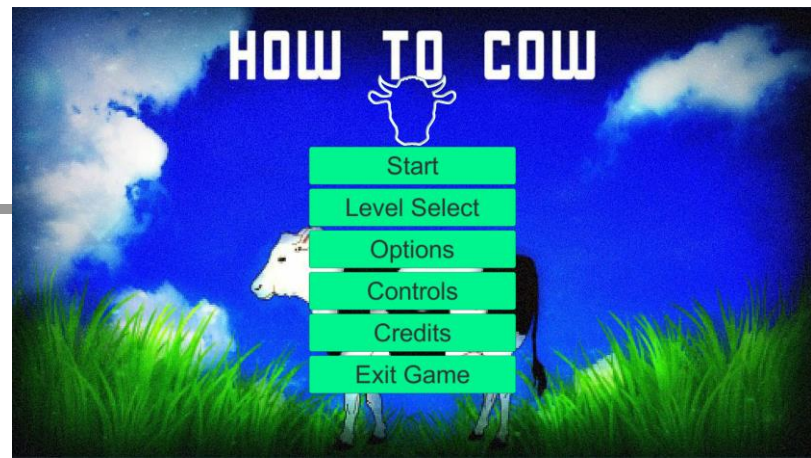 HOW TO COW
Start
Level Select
Options
Controls
Credits
Exit Game